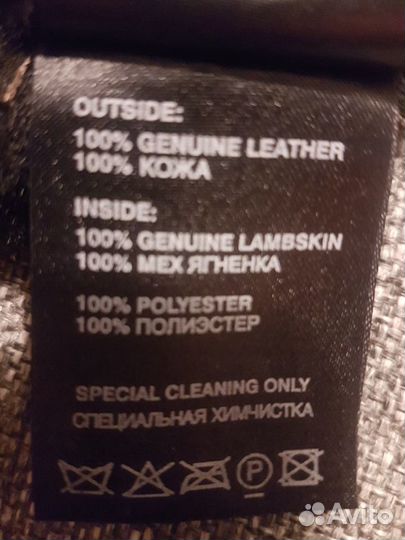 OUTSIDE:
100% GENUINE LEATHER
100% КОЖА
INSIDE:
100% GENUINE LAMBSKIN
100% МЕХ ЯГНЕНКА
100% POLYESTER
100% ПОЛИЭСТЕР
SPECIAL CLEANING ONLY
СПЕЦИАЛЬНАЯ ХИМЧИСТКА
P
Avito